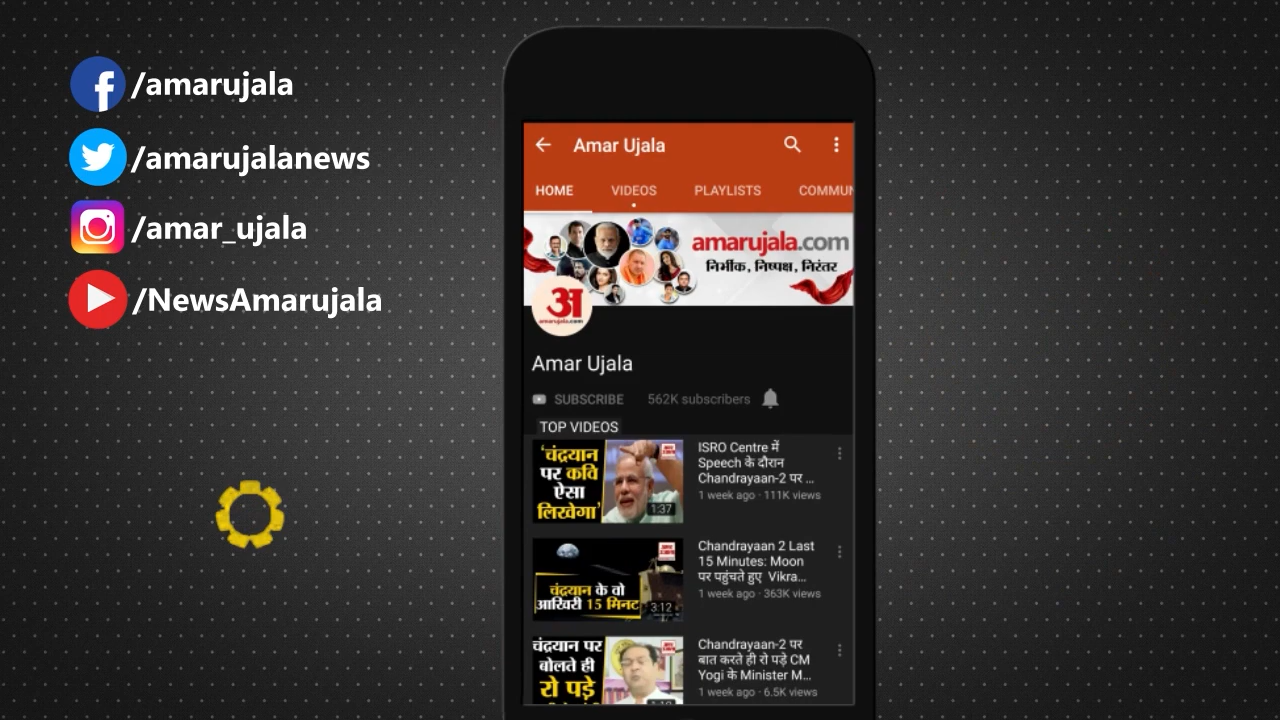 /amarujala
/amarujalanews
/amar_ujala
/NewsAmarujala
Amar Ujala
HOME VIDEOS PLAYLISTS COMMUN
amarujala.com
निर्भीक, निष्पक्ष, निरंतर
अ
amarujala.com
Amar Ujala
SUBSCRIBE 562K subscribers
TOP VIDEOS
'चंद्रयान
पर कवि
ऐसा
लिखेगा'
1:37
ISRO Centre में
Speech के दौरान
Chandrayaan-2 पर ...
1 week ago · 111K views
चंद्रयान के वो
आखिरी 15 मिनट
3:12
Chandrayaan 2 Last
15 Minutes: Moon
पर पहुंचते हुए Vikra...
1 week ago · 363K views
चंद्रयान पर
बोलते ही
रो पड़े
Chandrayaan-2 पर
बात करते ही रो पड़े CM
Yogi के Minister M...
1 week ago · 6.5K views